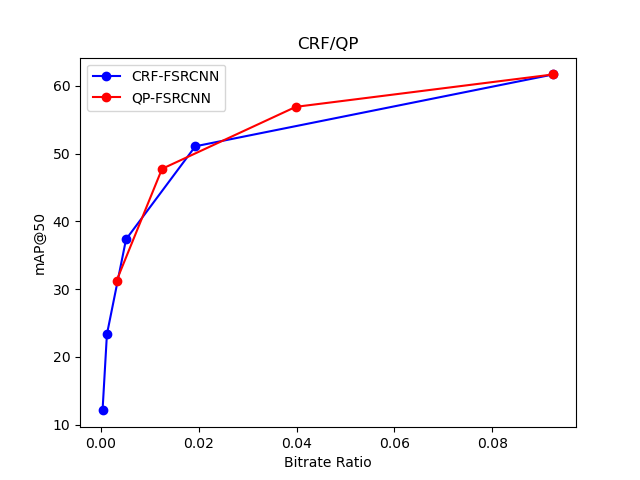 CRF/QP
CRF-FSRCNN
QP-FSRCNN
60
50
40
30
20
10
mAP@50
0.00 0.02 0.04 0.06 0.08
Bitrate Ratio